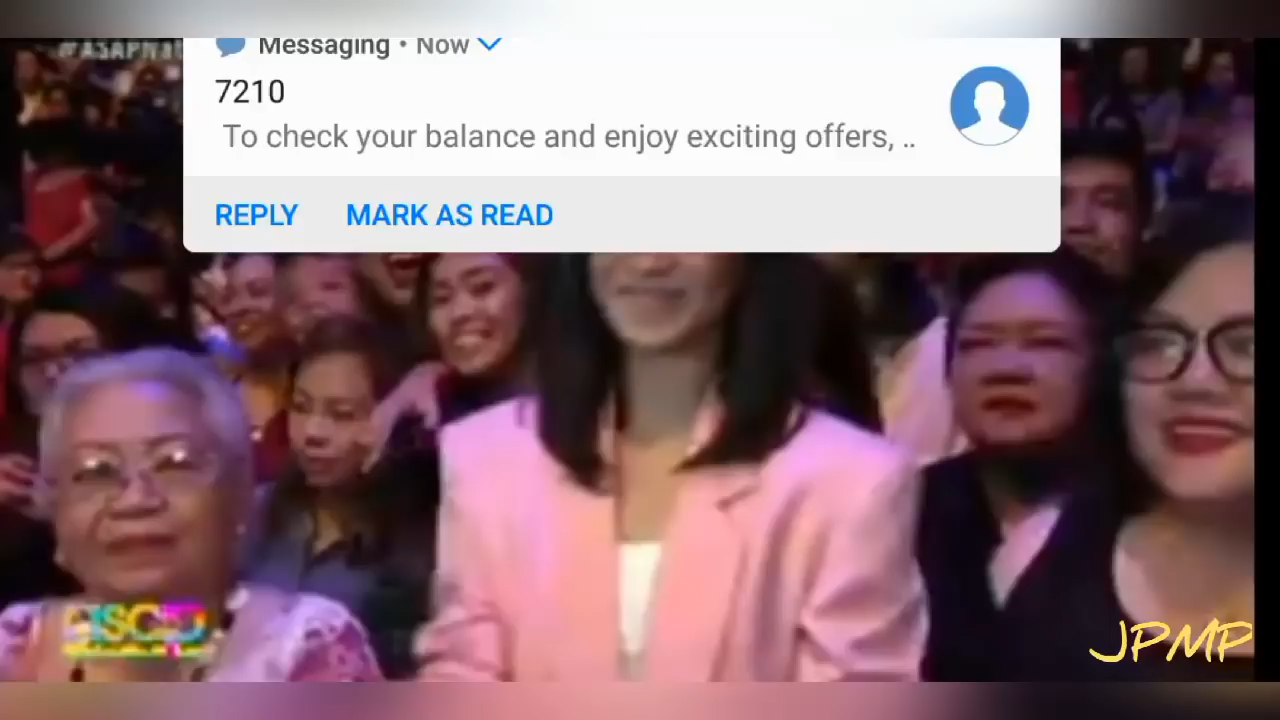 Messaging • Now
7210
To check your balance and enjoy exciting offers, ..
REPLY MARK AS READ
JPMP